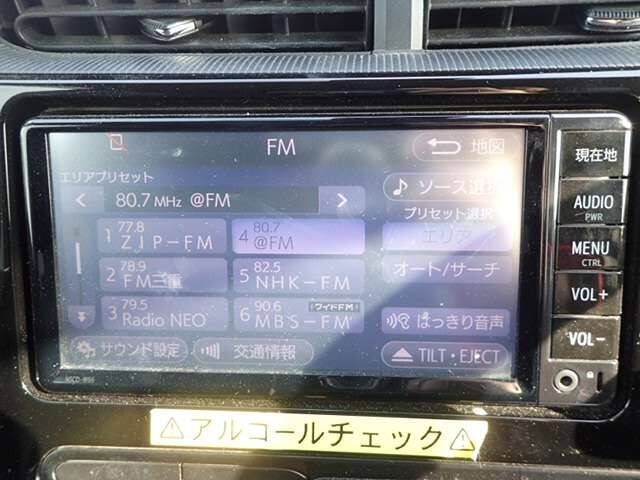 FM
地図
エリアプリセット
< 80.7 MHz @FM >
ソース選択
プリセット選択
エリア
オート/サーチ
1 77.8 ZIP-FM
4 80.7 @FM
2 78.9 FM三重
5 82.5 NHK-FM
3 79.5 Radio NEO
6 90.6 ワイドFM MBS-FM
はっきり音声
サウンド設定
交通情報
TILT・EJECT
現在地
AUDIO
PWR
MENU
CTRL
VOL+
VOL-
⚠アルコールチェック⚠